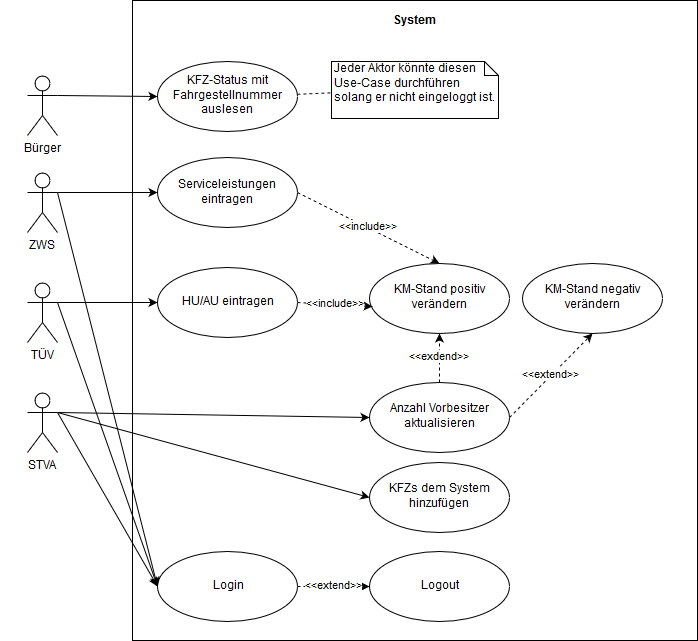 System
KFZ-Status mit
Fahrgestellnummer
auslesen
Jeder Aktor könnte diesen
Use-Case durchführen
solang er nicht eingeloggt ist.
Bürger
Serviceleistungen
eintragen
<<include>>
ZWS
HU/AU eintragen
<<include>>
KM-Stand positiv
verändern
KM-Stand negativ
verändern
TÜV
<<exdend>>
<<extend>>
Anzahl Vorbesitzer
aktualisieren
STVA
KFZs dem System
hinzufügen
Login
<<extend>>
Logout